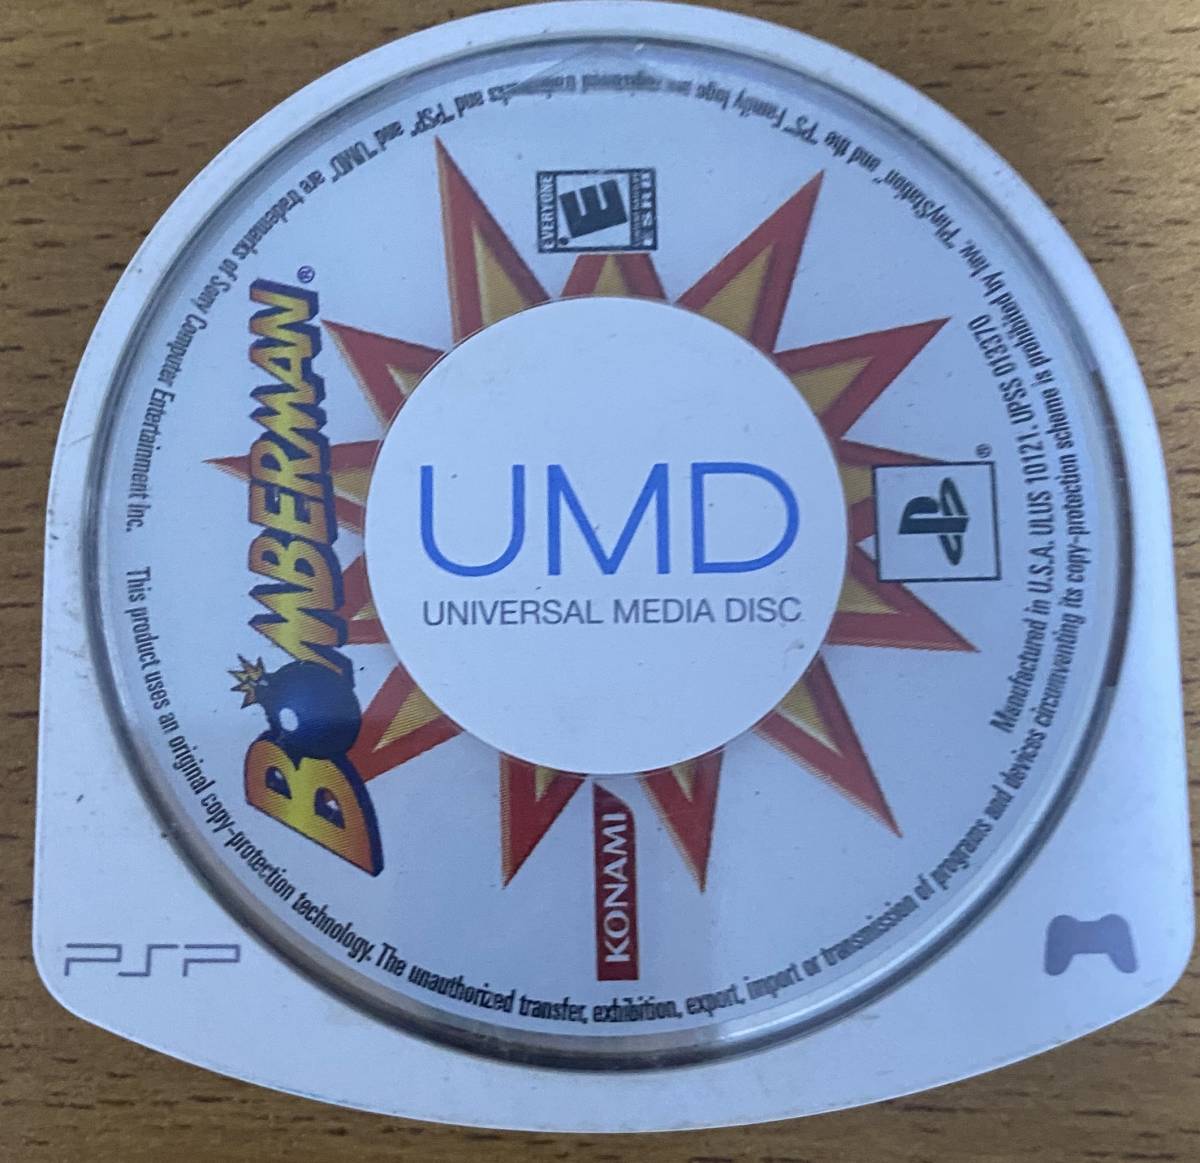 UMD
UNIVERSAL MEDIA DISC
BOMBERMAN®
EVERYONE
E
ESRB
KONAMI
®
PSP
Manufactured in U.S.A. ULUS 10121. UPSS 013370
This product uses an original copy-protection technology. The unauthorized transfer, exhibition, export, import or transmission of programs and devices circumventing its copy-protection scheme is prohibited by law. "PlayStation" and the "PS" Family logo are registered trademarks and "PSP" and "UMD" are trademarks of Sony Computer Entertainment Inc.